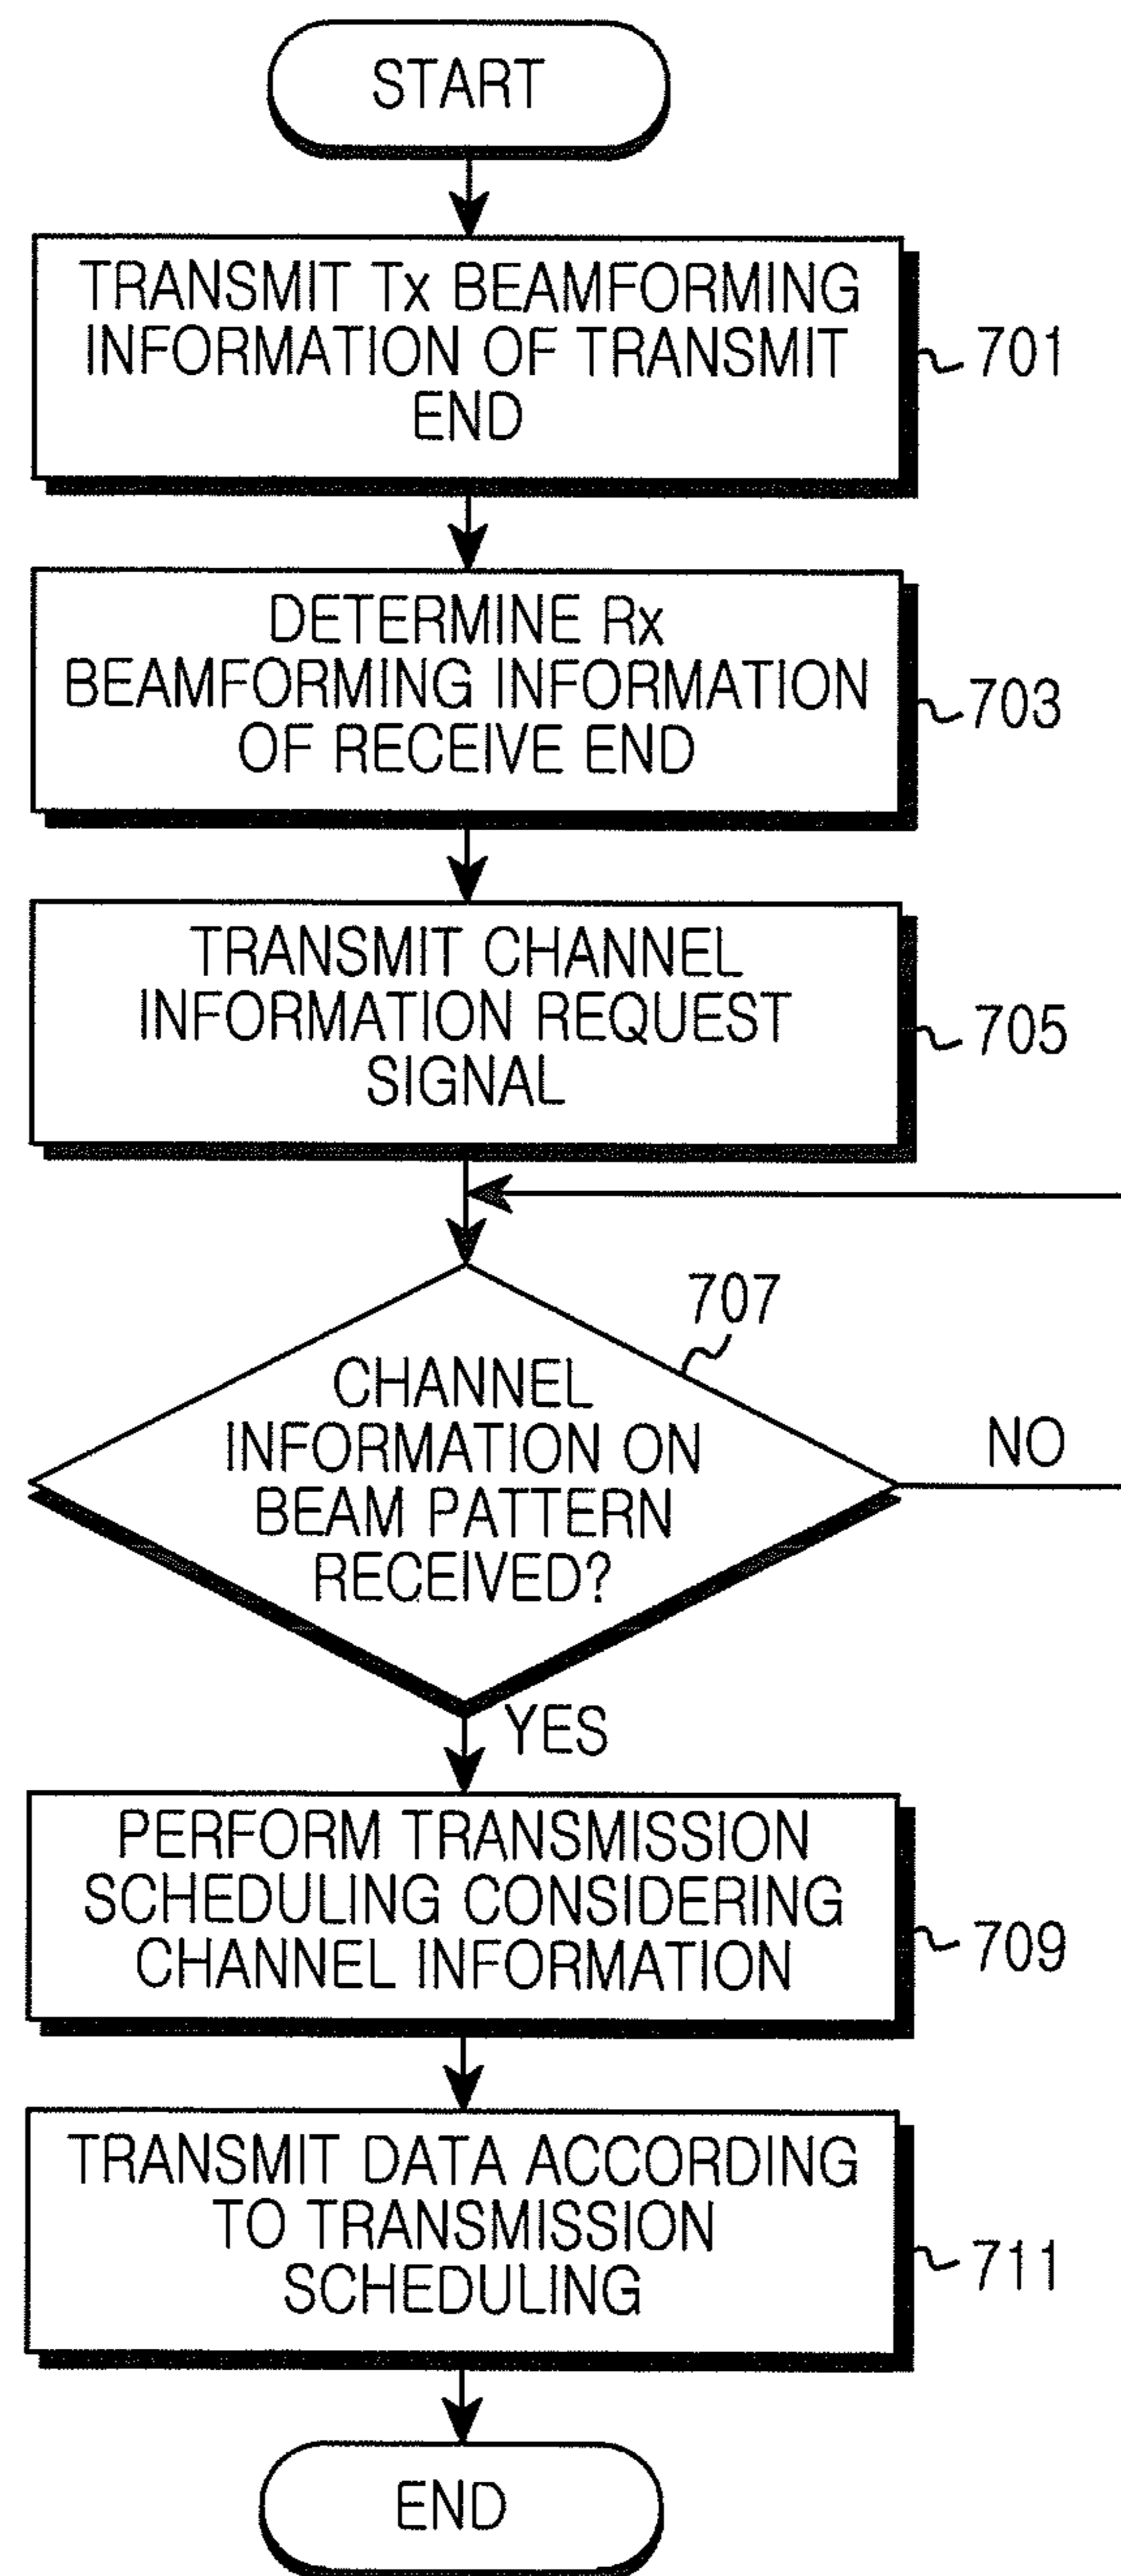 START
TRANSMIT Tx BEAMFORMING
INFORMATION OF TRANSMIT
END
701
DETERMINE Rx
BEAMFORMING INFORMATION
OF RECEIVE END
703
TRANSMIT CHANNEL
INFORMATION REQUEST
SIGNAL
705
707
CHANNEL
INFORMATION ON
BEAM PATTERN
RECEIVED?
NO
YES
PERFORM TRANSMISSION
SCHEDULING CONSIDERING
CHANNEL INFORMATION
709
TRANSMIT DATA ACCORDING
TO TRANSMISSION
SCHEDULING
711
END